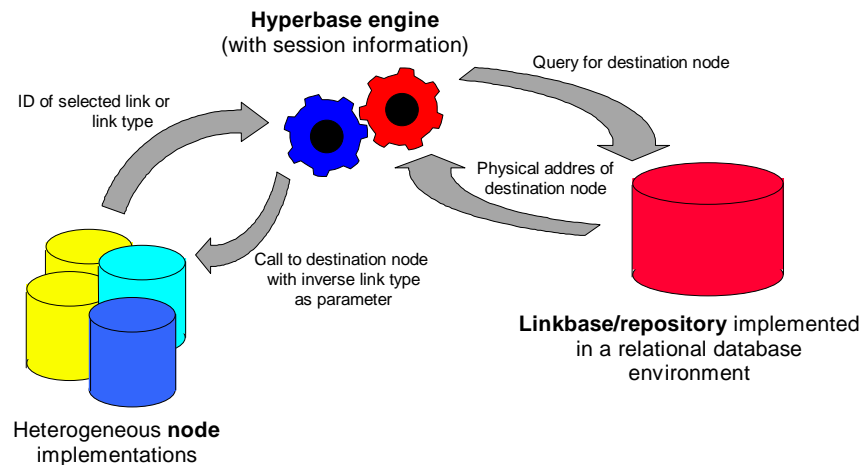 Hyperbase engine
(with session information)
Query for destination node
ID of selected link or
link type
Physical addres of
destination node
Call to destination node
with inverse link type
as parameter
Linkbase/repository implemented
in a relational database
environment
Heterogeneous node
implementations